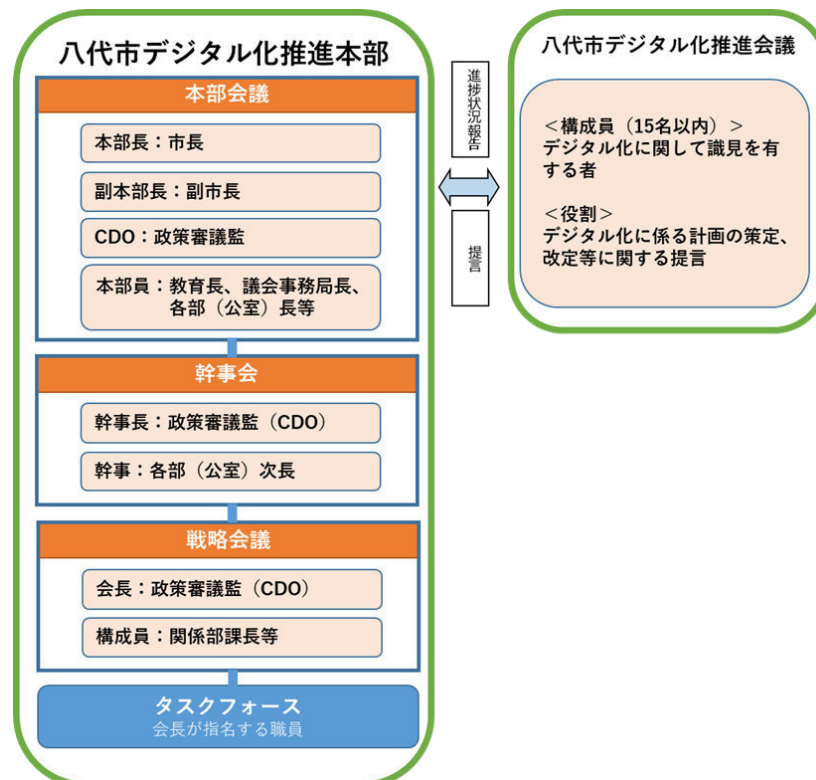 八代市デジタル化推進本部
本部会議
本部長：市長
副本部長：副市長
CDO：政策審議監
本部員：教育長、議会事務局長、
各部（公室）長等
幹事会
幹事長：政策審議監（CDO）
幹事：各部（公室）次長
戦略会議
会長：政策審議監（CDO）
構成員：関係部課長等
タスクフォース
会長が指名する職員
進捗状況報告
提言
八代市デジタル化推進会議
＜構成員（15名以内）＞
デジタル化に関して識見を有
する者
＜役割＞
デジタル化に係る計画の策定、
改定等に関する提言